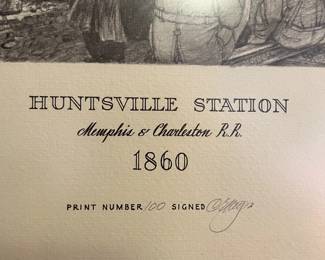 HUNTSVILLE STATION
Memphis & Charleston R.R.
1860
PRINT NUMBER 100 SIGNED